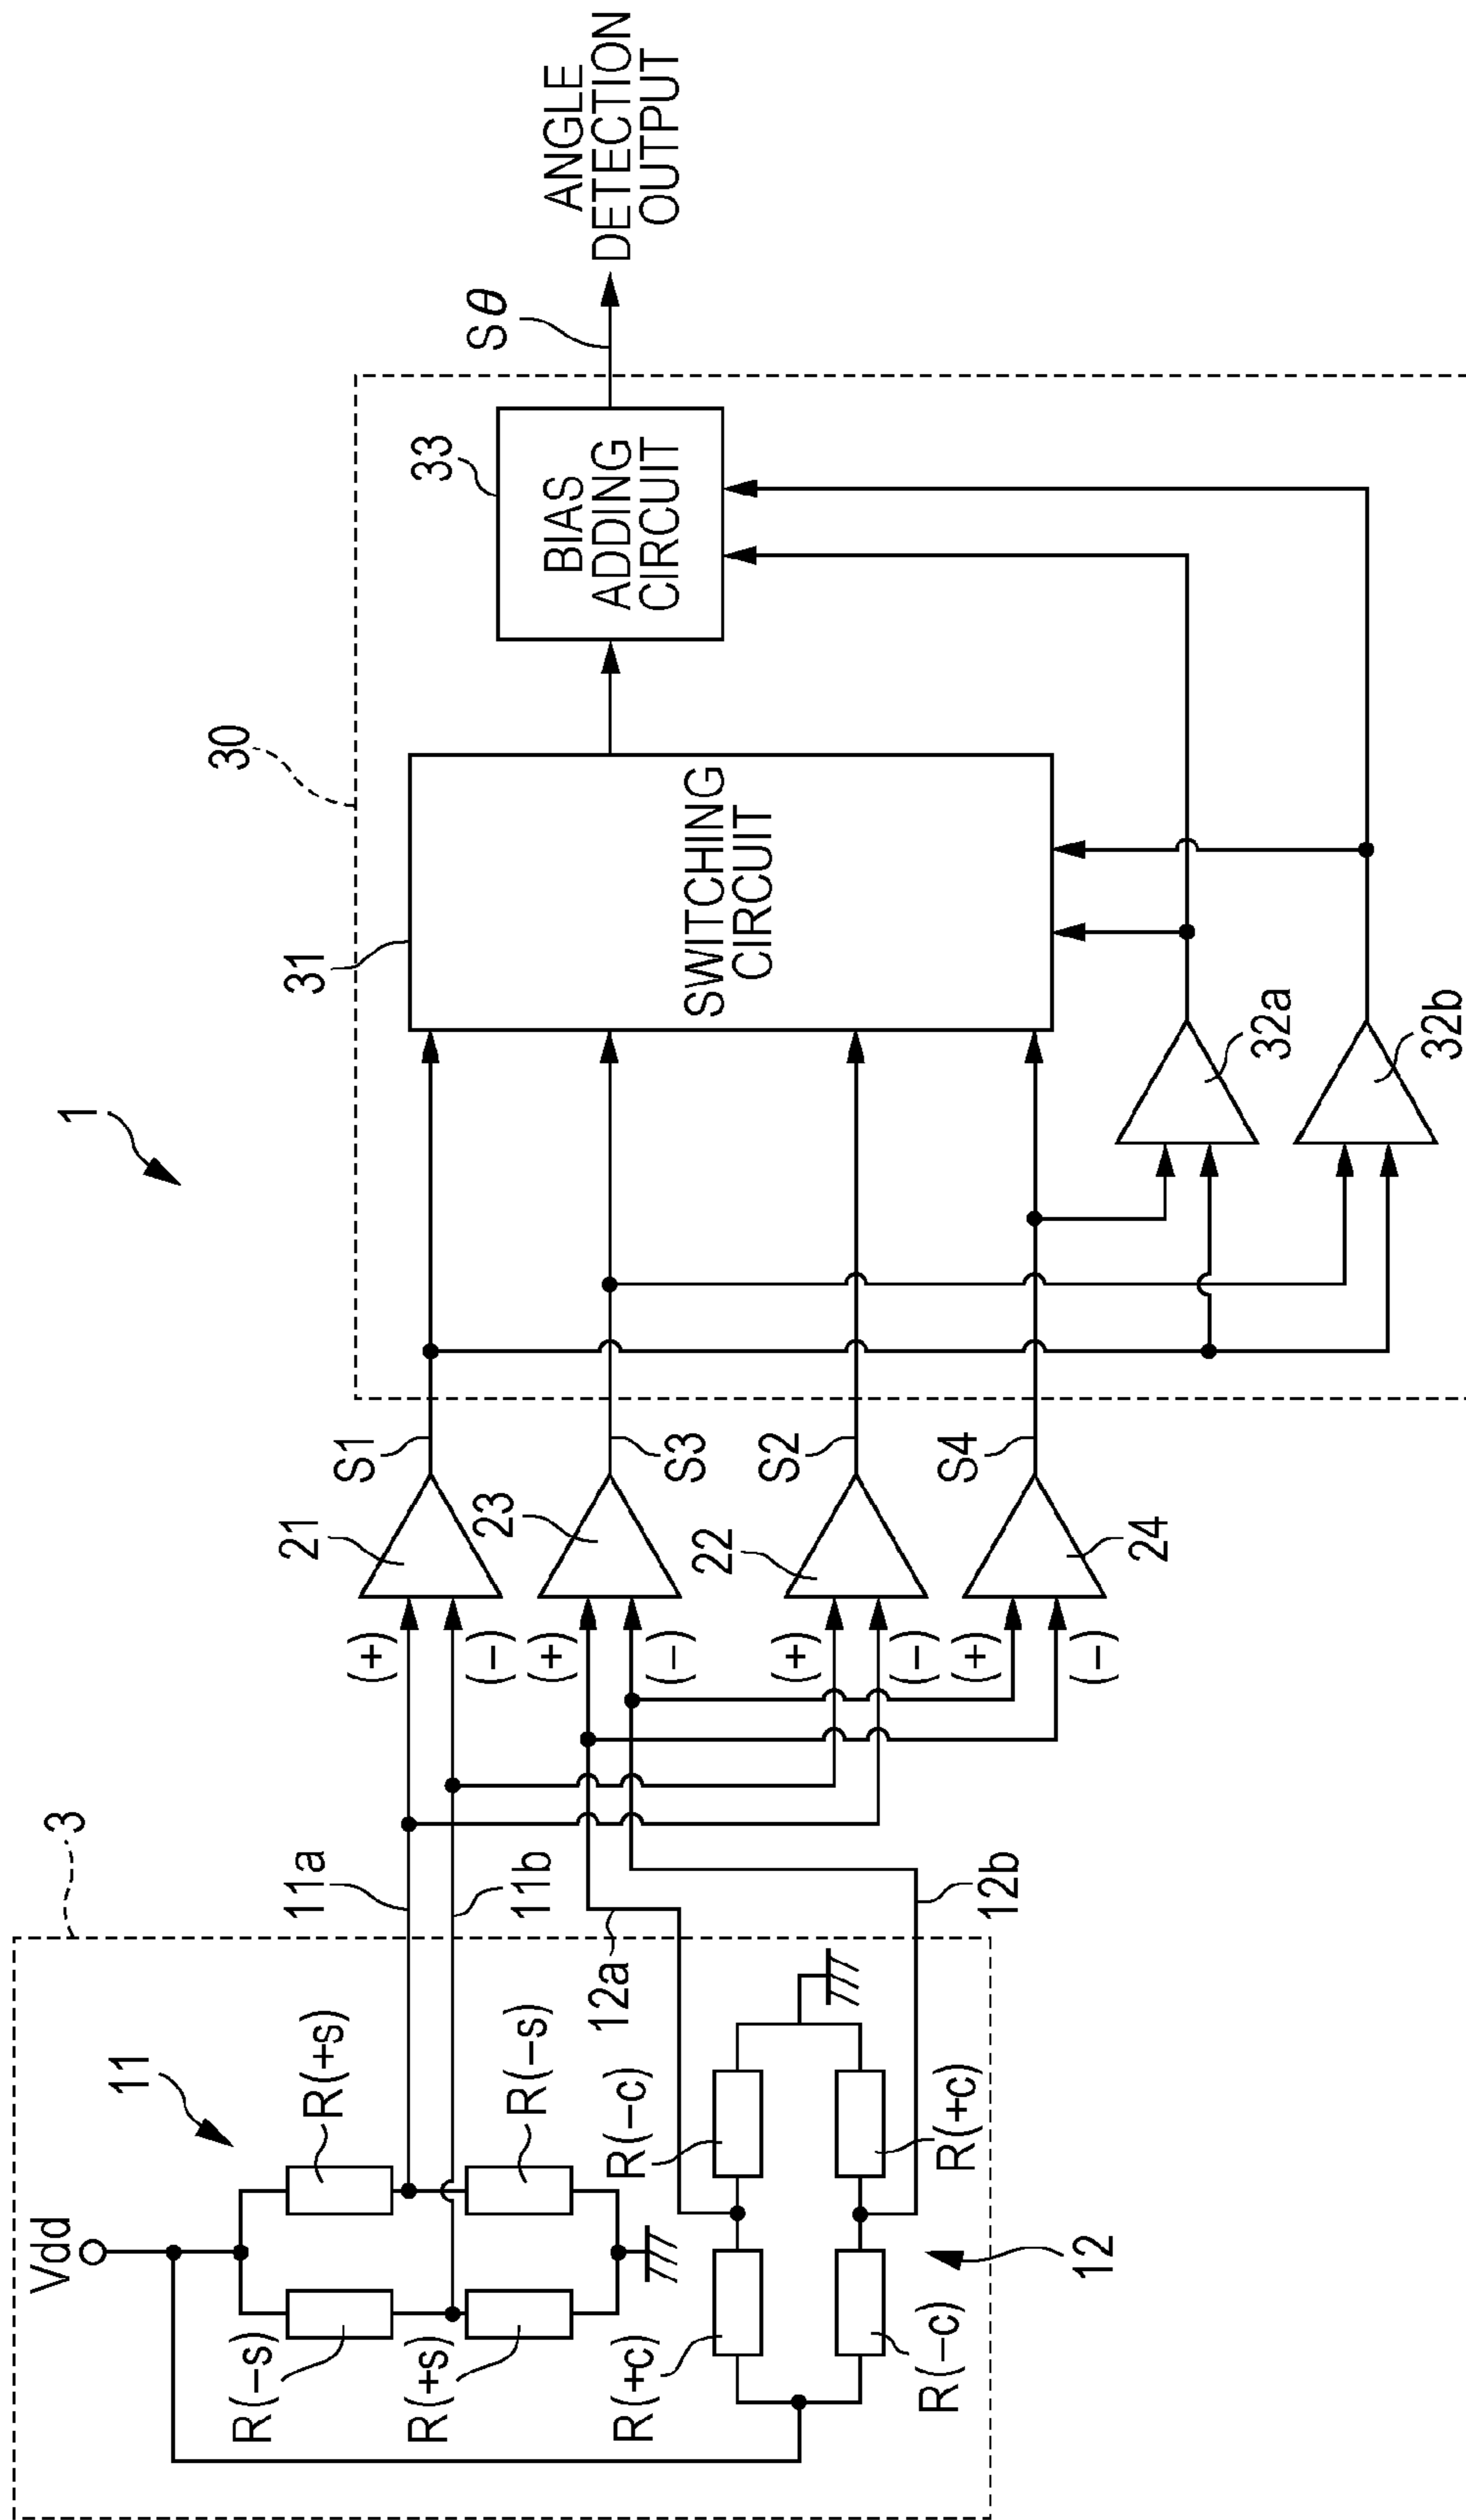 1
3
Vdd
11
R(−s)
R(+s)
R(+s)
R(−s)
R(+c)
R(−c)
R(−c)
R(+c)
12
11a
11b
12a
12b
(+)
(−)
(+)
(−)
(+)
(−)
(+)
(−)
21
23
22
24
S1
S3
S2
S4
30
31
SWITCHING
CIRCUIT
32a
32b
33
BIAS
ADDING
CIRCUIT
Sθ
ANGLE
DETECTION
OUTPUT